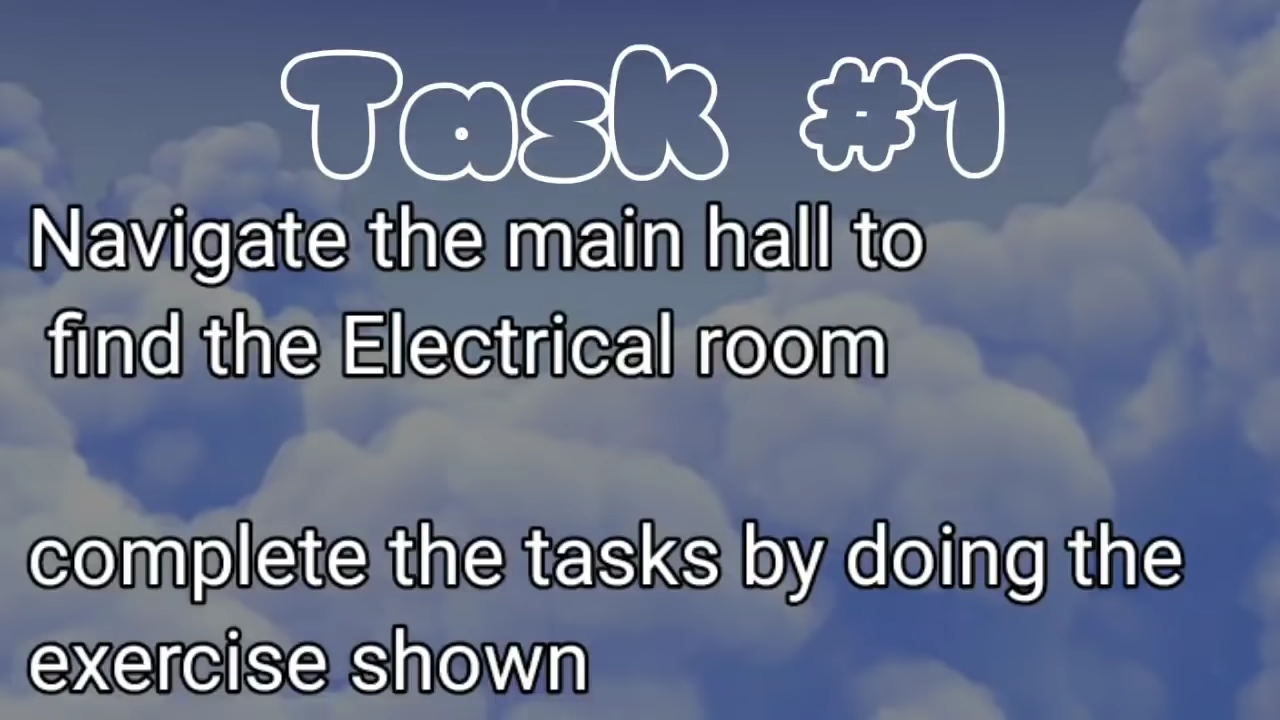 Task #1
Navigate the main hall to
find the Electrical room
complete the tasks by doing the
exercise shown